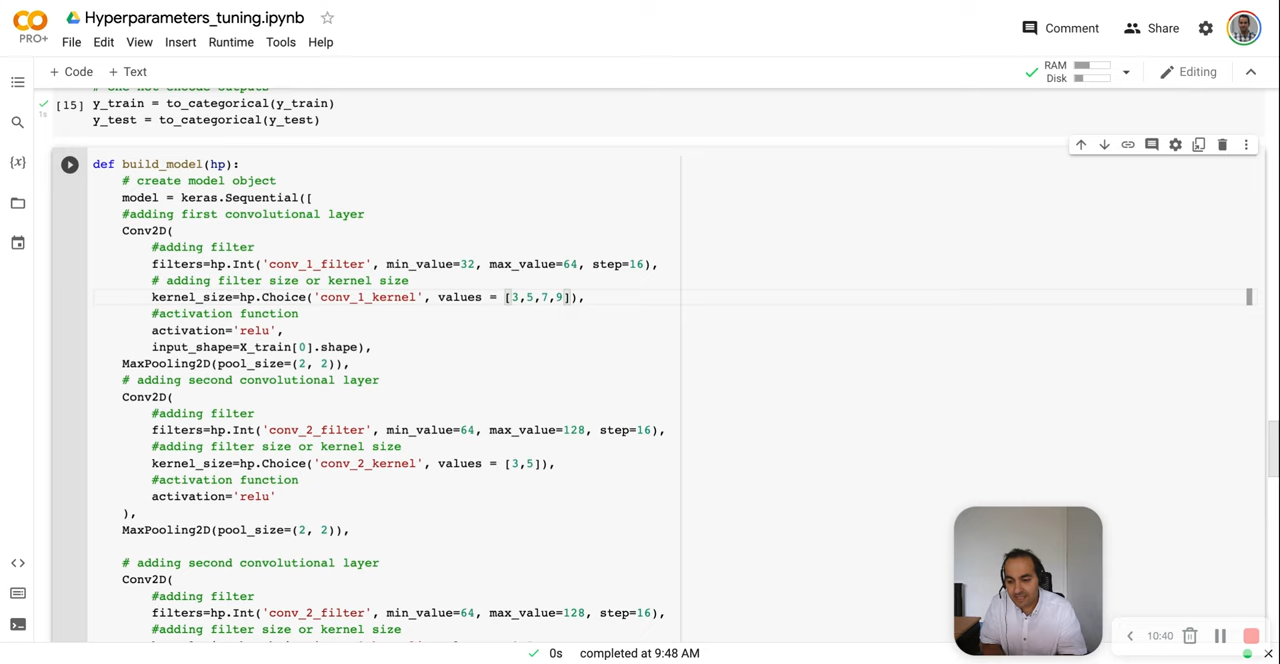 Hyperparameters_tuning.ipynb
PRO+
File Edit View Insert Runtime Tools Help
Comment Share
+ Code + Text
RAM
Disk
Editing
[15] y_train = to_categorical(y_train)
1s
y_test = to_categorical(y_test)
def build_model(hp):
# create model object
model = keras.Sequential([
#adding first convolutional layer
Conv2D(
#adding filter
filters=hp.Int('conv_1_filter', min_value=32, max_value=64, step=16),
# adding filter size or kernel size
kernel_size=hp.Choice('conv_1_kernel', values = [3,5,7,9]),
#activation function
activation='relu',
input_shape=X_train[0].shape),
MaxPooling2D(pool_size=(2, 2)),
# adding second convolutional layer
Conv2D(
#adding filter
filters=hp.Int('conv_2_filter', min_value=64, max_value=128, step=16),
#adding filter size or kernel size
kernel_size=hp.Choice('conv_2_kernel', values = [3,5]),
#activation function
activation='relu'
),
MaxPooling2D(pool_size=(2, 2)),
# adding second convolutional layer
Conv2D(
#adding filter
filters=hp.Int('conv_2_filter', min_value=64, max_value=128, step=16),
#adding filter size or kernel size
10:40
0s completed at 9:48 AM